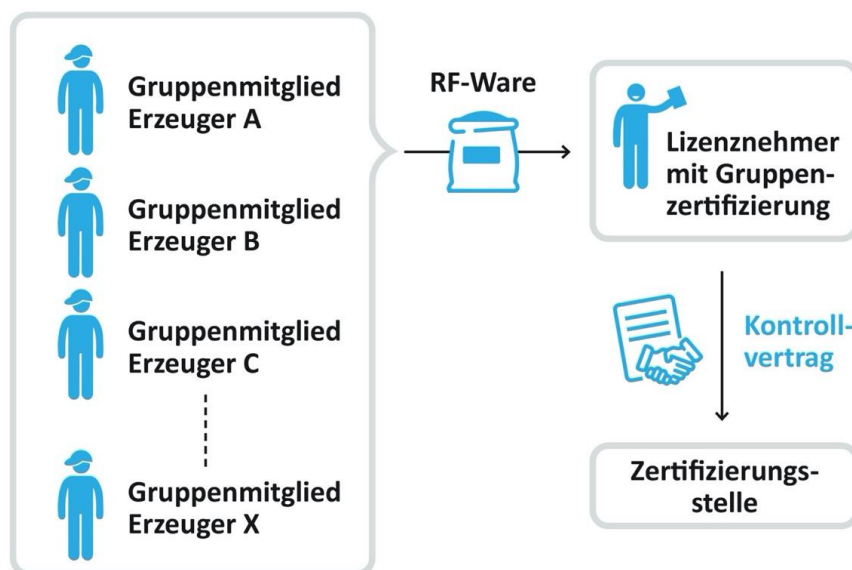 Gruppenmitglied
Erzeuger A
Gruppenmitglied
Erzeuger B
Gruppenmitglied
Erzeuger C
Gruppenmitglied
Erzeuger X
RF-Ware
Lizenznehmer
mit Gruppen-
zertifizierung
Kontroll-
vertrag
Zertifizierungs-
stelle